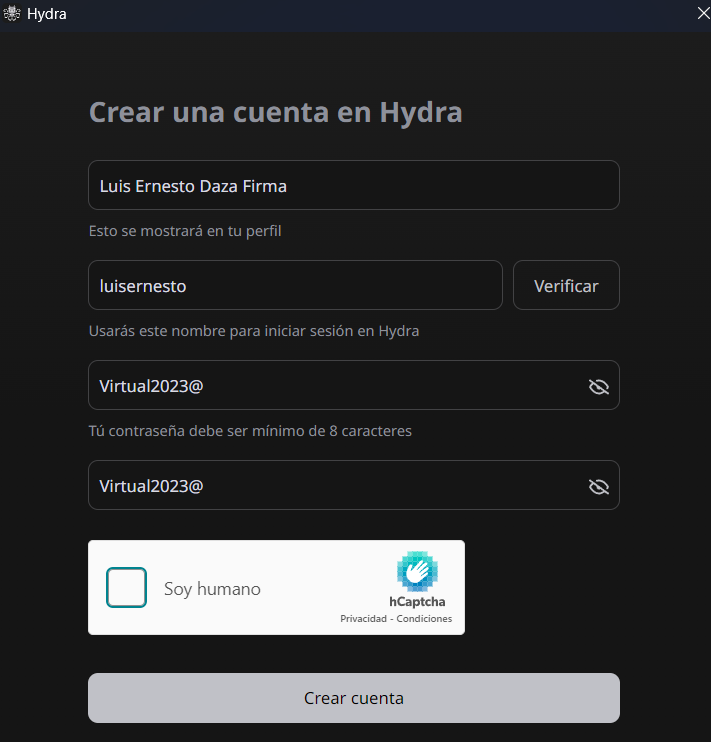 Hydra
Crear una cuenta en Hydra
Luis Ernesto Daza Firma
Esto se mostrará en tu perfil
luisernesto
Verificar
Usarás este nombre para iniciar sesión en Hydra
Virtual2023@
Tú contraseña debe ser mínimo de 8 caracteres
Virtual2023@
Soy humano
hCaptcha
Privacidad - Condiciones
Crear cuenta